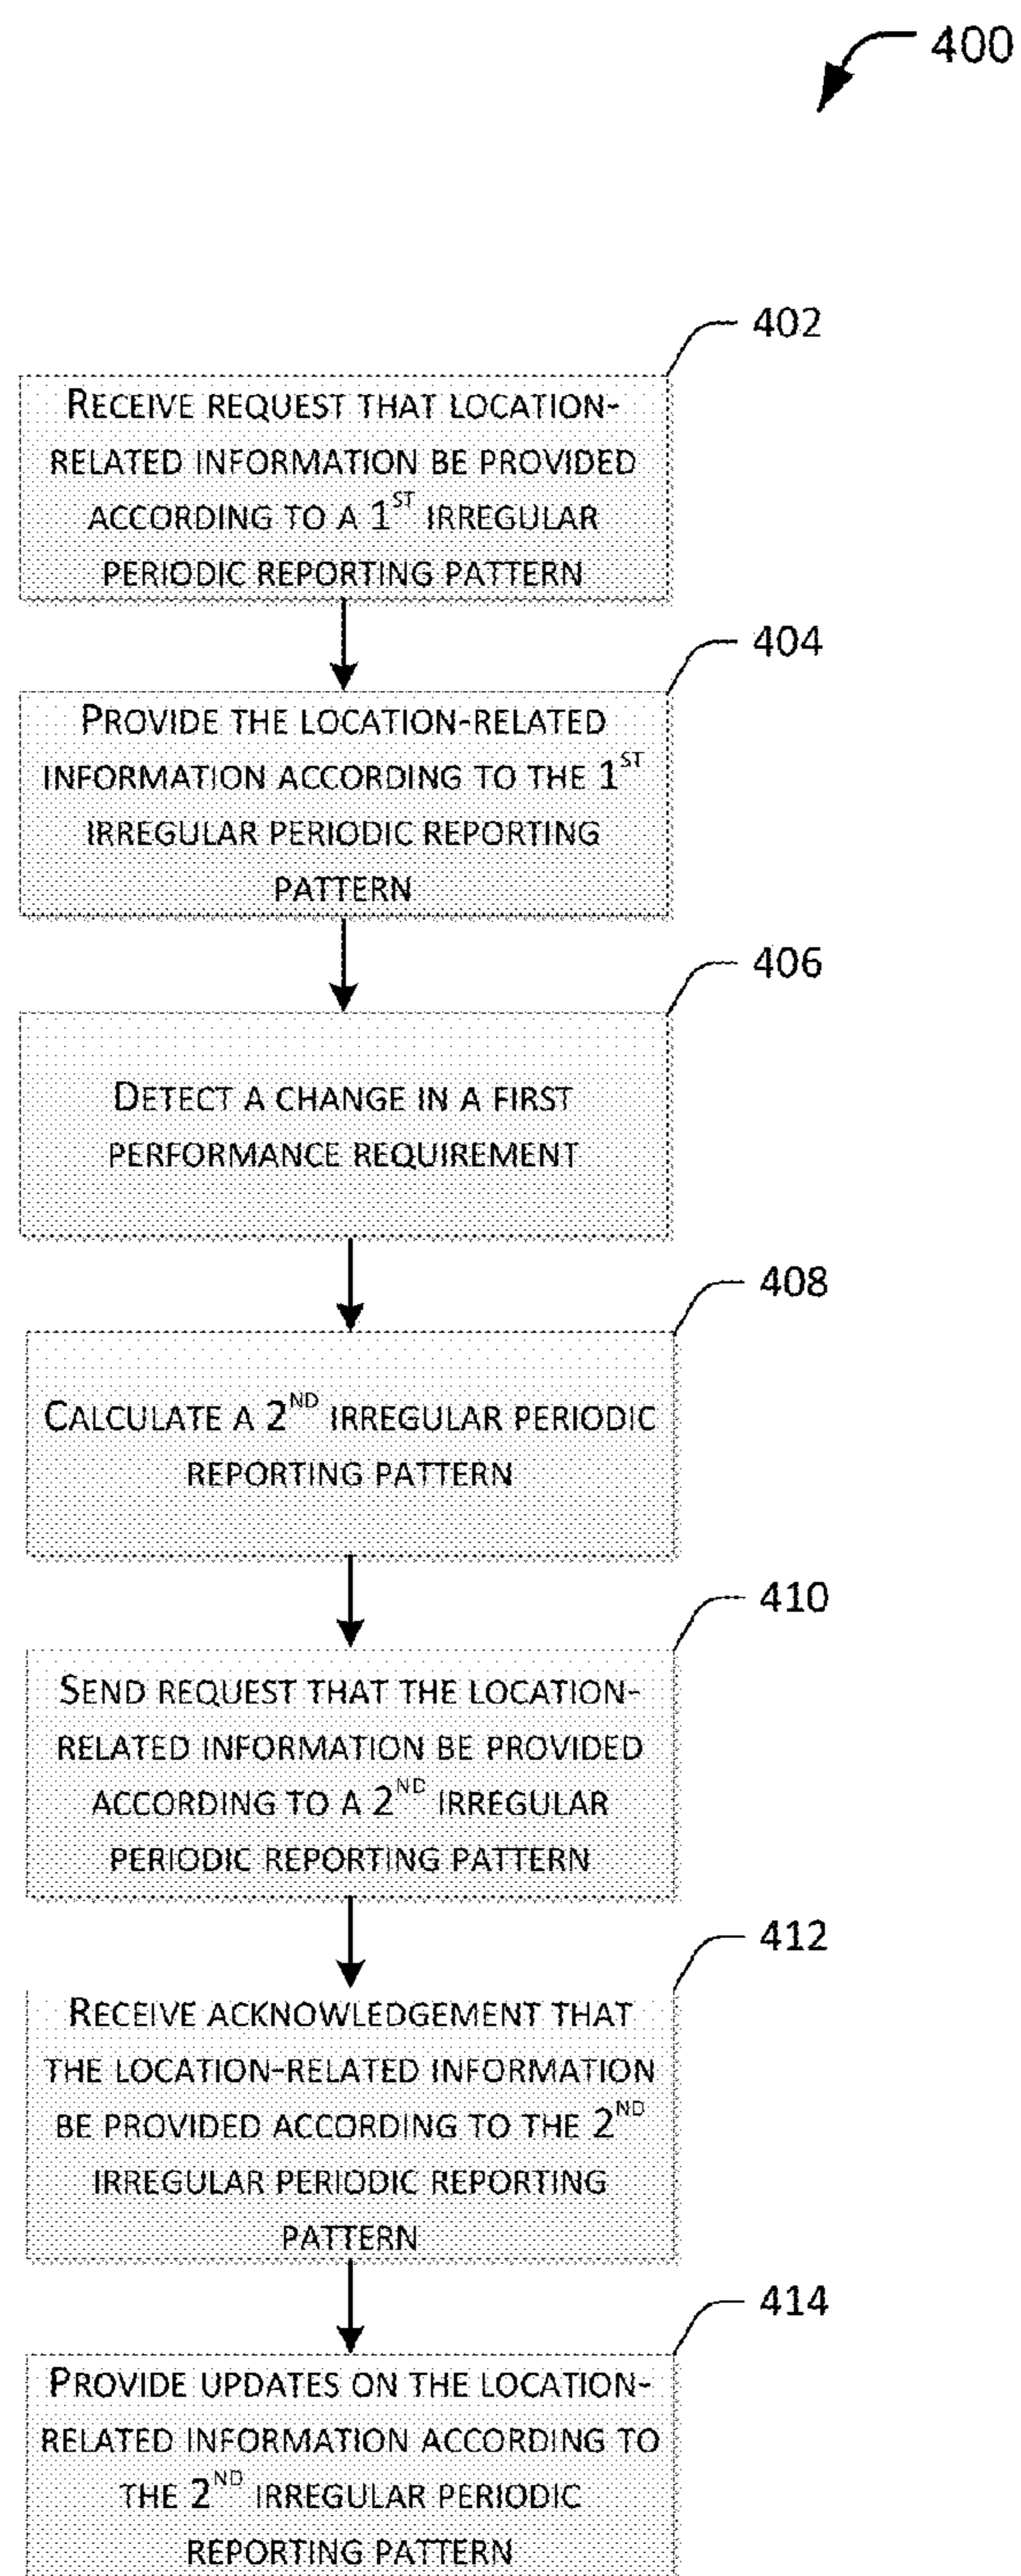 400
402
RECEIVE REQUEST THAT LOCATION-
RELATED INFORMATION BE PROVIDED
ACCORDING TO A 1ST IRREGULAR
PERIODIC REPORTING PATTERN
404
PROVIDE THE LOCATION-RELATED
INFORMATION ACCORDING TO THE 1ST
IRREGULAR PERIODIC REPORTING
PATTERN
406
DETECT A CHANGE IN A FIRST
PERFORMANCE REQUIREMENT
408
CALCULATE A 2ND IRREGULAR PERIODIC
REPORTING PATTERN
410
SEND REQUEST THAT THE LOCATION-
RELATED INFORMATION BE PROVIDED
ACCORDING TO A 2ND IRREGULAR
PERIODIC REPORTING PATTERN
412
RECEIVE ACKNOWLEDGEMENT THAT
THE LOCATION-RELATED INFORMATION
BE PROVIDED ACCORDING TO THE 2ND
IRREGULAR PERIODIC REPORTING
PATTERN
414
PROVIDE UPDATES ON THE LOCATION-
RELATED INFORMATION ACCORDING TO
THE 2ND IRREGULAR PERIODIC
REPORTING PATTERN